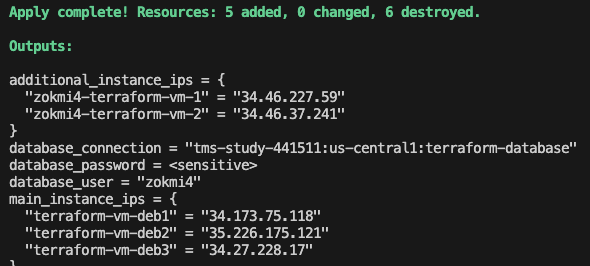 Apply complete! Resources: 5 added, 0 changed, 6 destroyed.
Outputs:
additional_instance_ips = {
  "zokmi4-terraform-vm-1" = "34.46.227.59"
  "zokmi4-terraform-vm-2" = "34.46.37.241"
}
database_connection = "tms-study-441511:us-central1:terraform-database"
database_password = <sensitive>
database_user = "zokmi4"
main_instance_ips = {
  "terraform-vm-deb1" = "34.173.75.118"
  "terraform-vm-deb2" = "35.226.175.121"
  "terraform-vm-deb3" = "34.27.228.17"
}